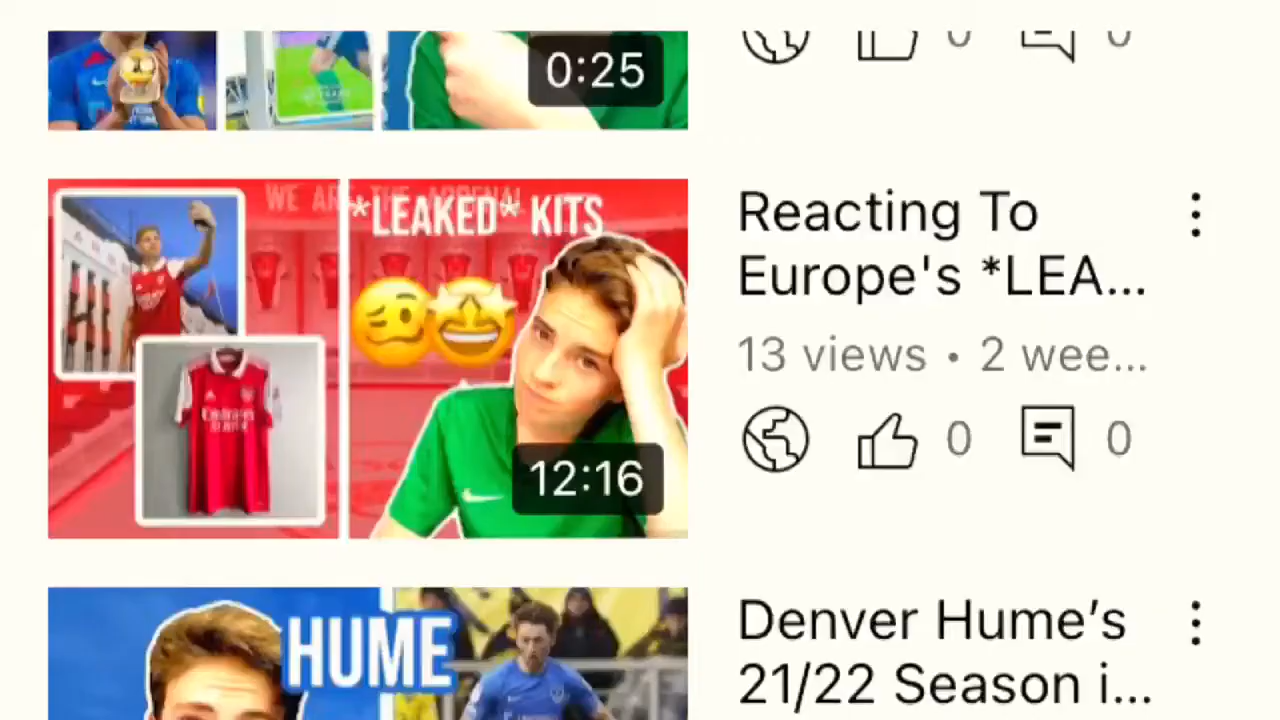 0:25
0
0
WE ARE THE ARSENAL
*LEAKED* KITS
12:16
Reacting To
Europe's *LEA...
13 views • 2 wee...
0
0
HUME
Denver Hume’s
21/22 Season i...